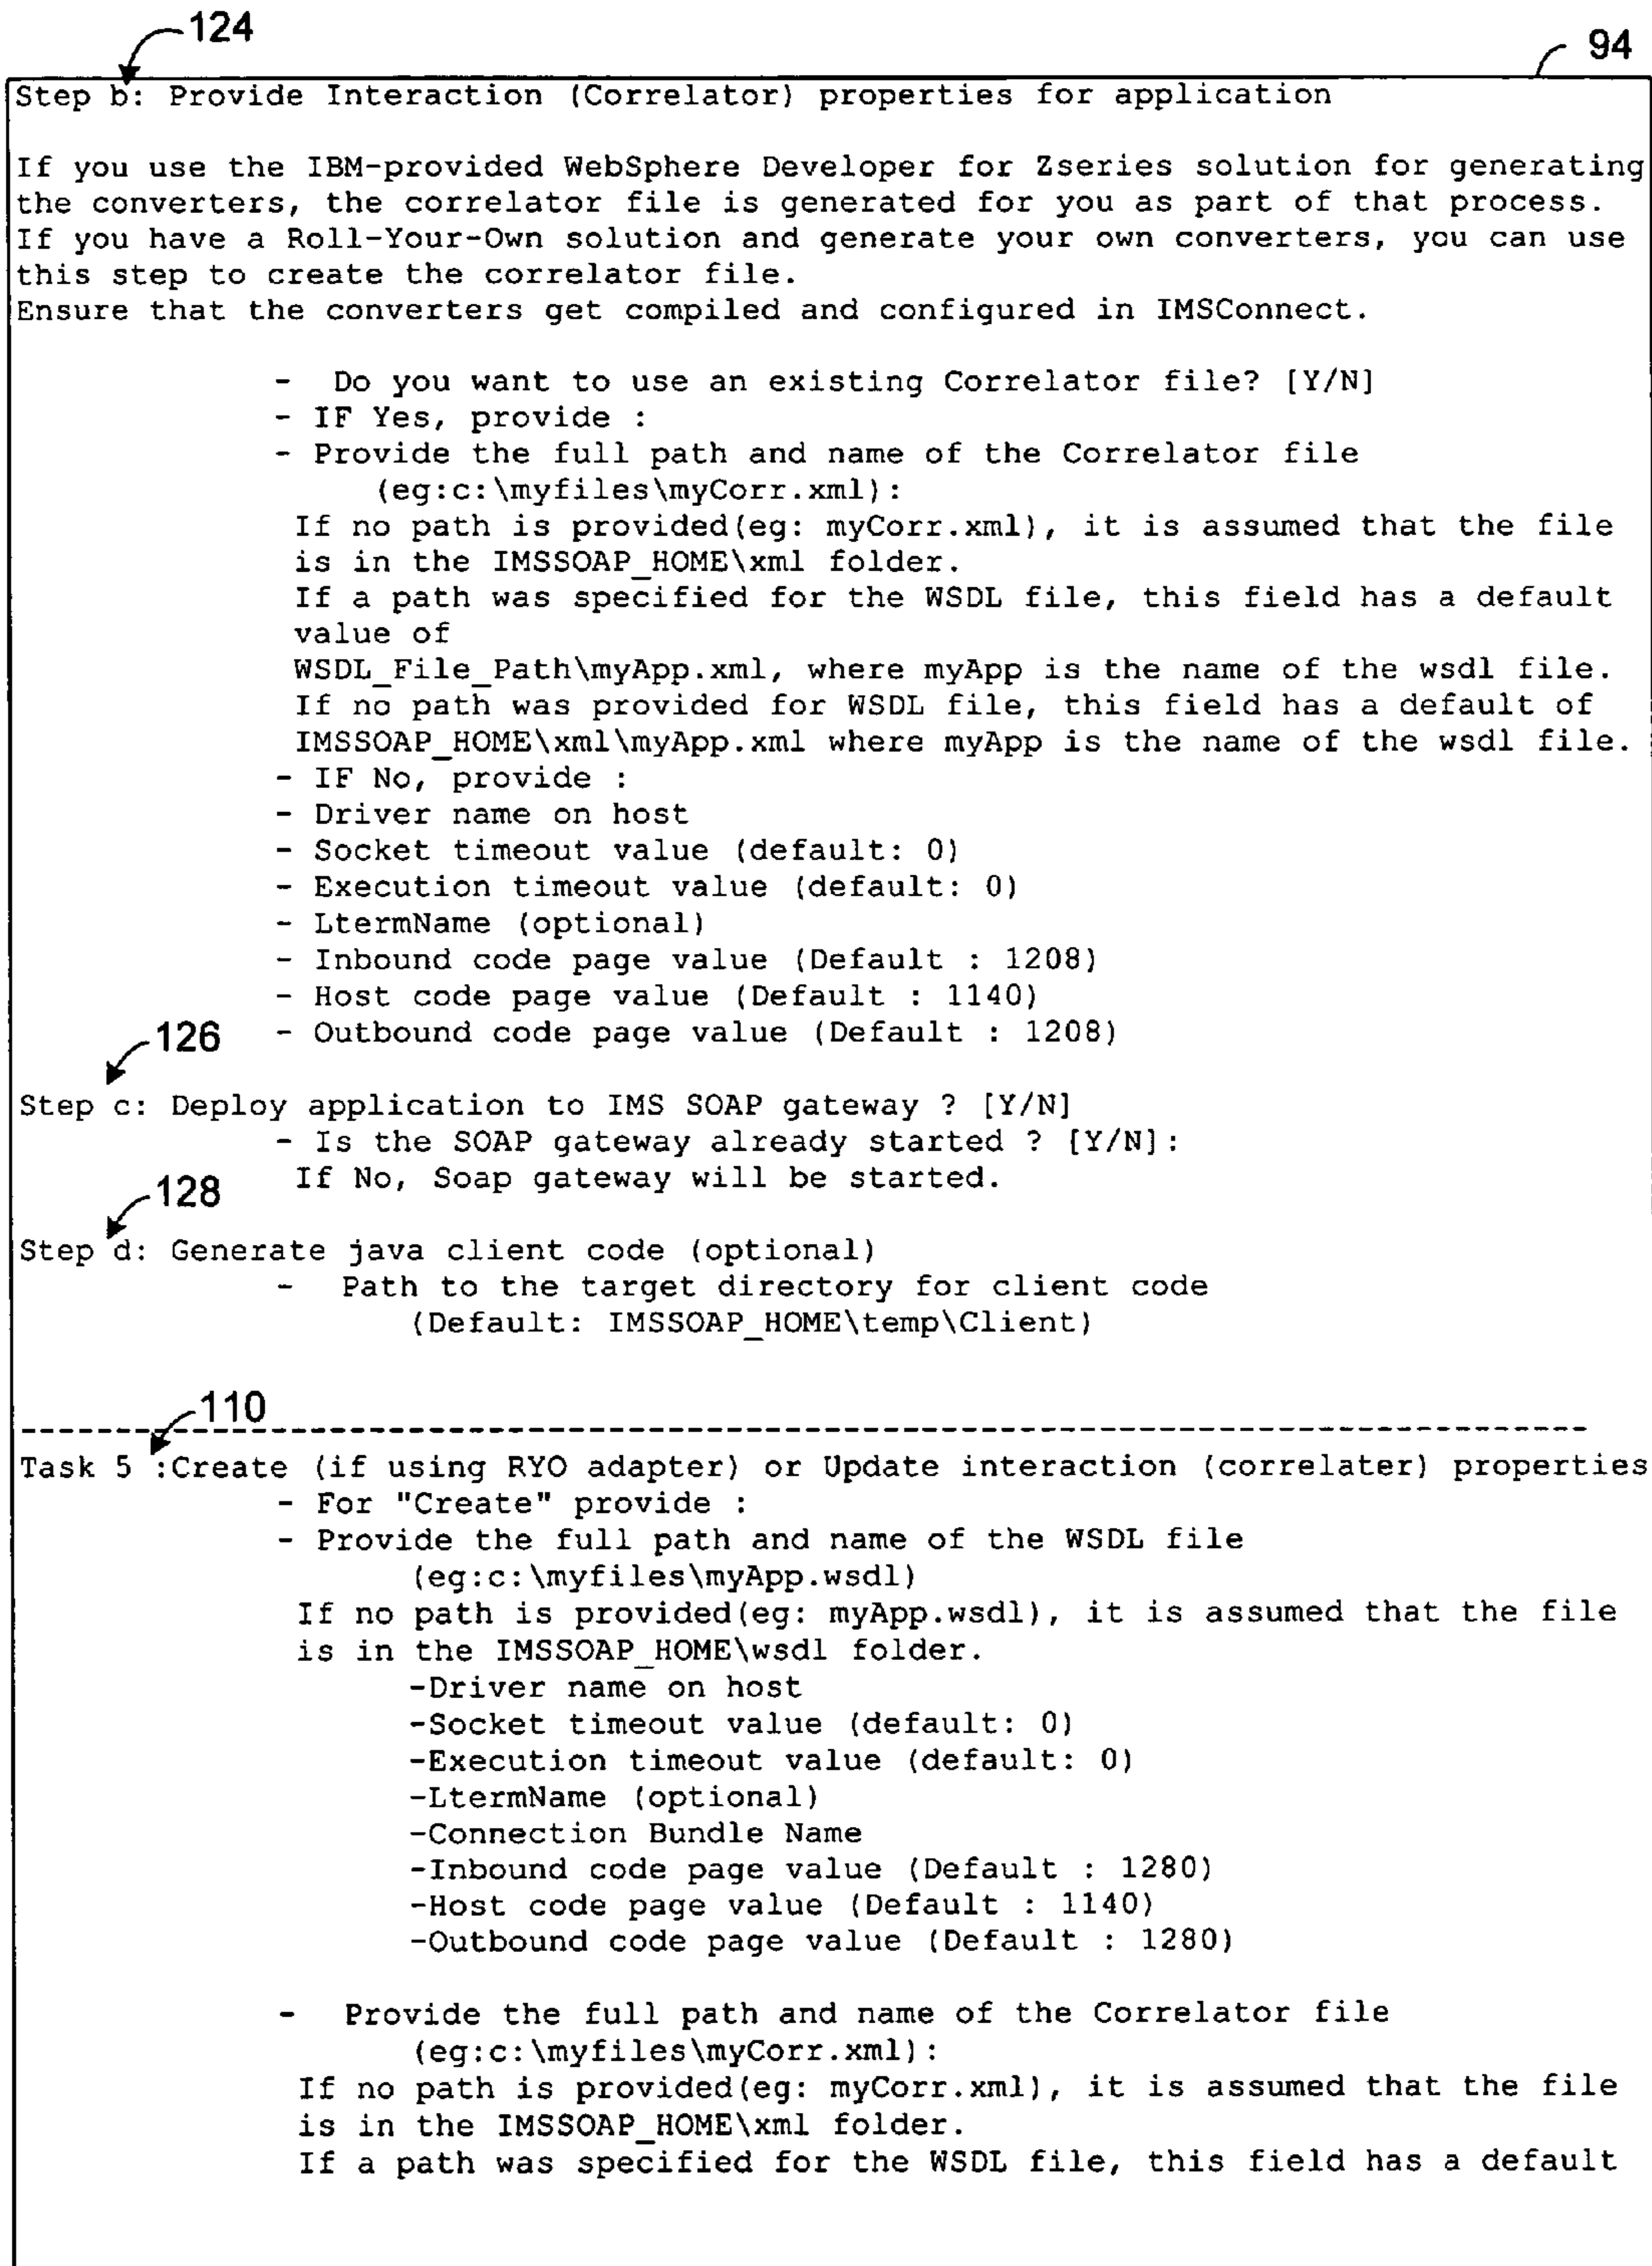 124
94
Step b: Provide Interaction (Correlator) properties for application
If you use the IBM-provided WebSphere Developer for Zseries solution for generating
the converters, the correlator file is generated for you as part of that process.
If you have a Roll-Your-Own solution and generate your own converters, you can use
this step to create the correlator file.
Ensure that the converters get compiled and configured in IMSConnect.
- Do you want to use an existing Correlator file? [Y/N]
- IF Yes, provide :
- Provide the full path and name of the Correlator file
(eg:c:\myfiles\myCorr.xml):
If no path is provided(eg: myCorr.xml), it is assumed that the file
is in the IMSSOAP_HOME\xml folder.
If a path was specified for the WSDL file, this field has a default
value of
WSDL_File_Path\myApp.xml, where myApp is the name of the wsdl file.
If no path was provided for WSDL file, this field has a default of
IMSSOAP_HOME\xml\myApp.xml where myApp is the name of the wsdl file.
- IF No, provide :
- Driver name on host
- Socket timeout value (default: 0)
- Execution timeout value (default: 0)
- LtermName (optional)
- Inbound code page value (Default : 1208)
- Host code page value (Default : 1140)
- Outbound code page value (Default : 1208)
126
Step c: Deploy application to IMS SOAP gateway ? [Y/N]
- Is the SOAP gateway already started ? [Y/N]:
If No, Soap gateway will be started.
128
Step d: Generate java client code (optional)
- Path to the target directory for client code
(Default: IMSSOAP_HOME\temp\Client)
110
Task 5 :Create (if using RYO adapter) or Update interaction (correlater) properties
- For "Create" provide :
- Provide the full path and name of the WSDL file
(eg:c:\myfiles\myApp.wsdl)
If no path is provided(eg: myApp.wsdl), it is assumed that the file
is in the IMSSOAP_HOME\wsdl folder.
-Driver name on host
-Socket timeout value (default: 0)
-Execution timeout value (default: 0)
-LtermName (optional)
-Connection Bundle Name
-Inbound code page value (Default : 1280)
-Host code page value (Default : 1140)
-Outbound code page value (Default : 1280)
- Provide the full path and name of the Correlator file
(eg:c:\myfiles\myCorr.xml):
If no path is provided(eg: myCorr.xml), it is assumed that the file
is in the IMSSOAP_HOME\xml folder.
If a path was specified for the WSDL file, this field has a default